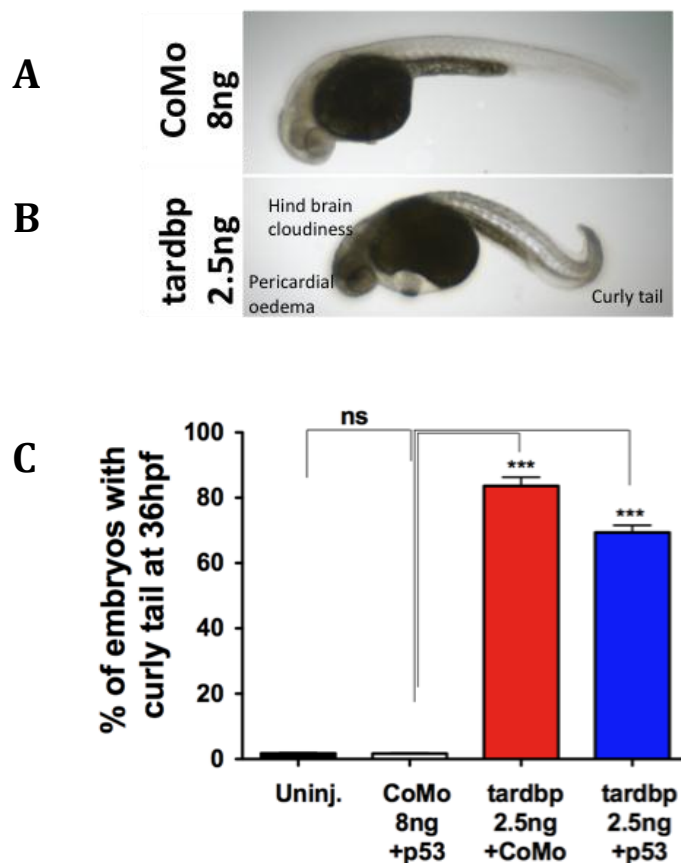 A
CoMo
8ng
B
tardbp
2.5ng
Hind brain
cloudiness
Pericardial
oedema
Curly tail
C
% of embryos with
curly tail at 36hpf
100
80
60
40
20
0
ns
***
***
Uninj.
CoMo
8ng
+p53
tardbp
2.5ng
+CoMo
tardbp
2.5ng
+p53